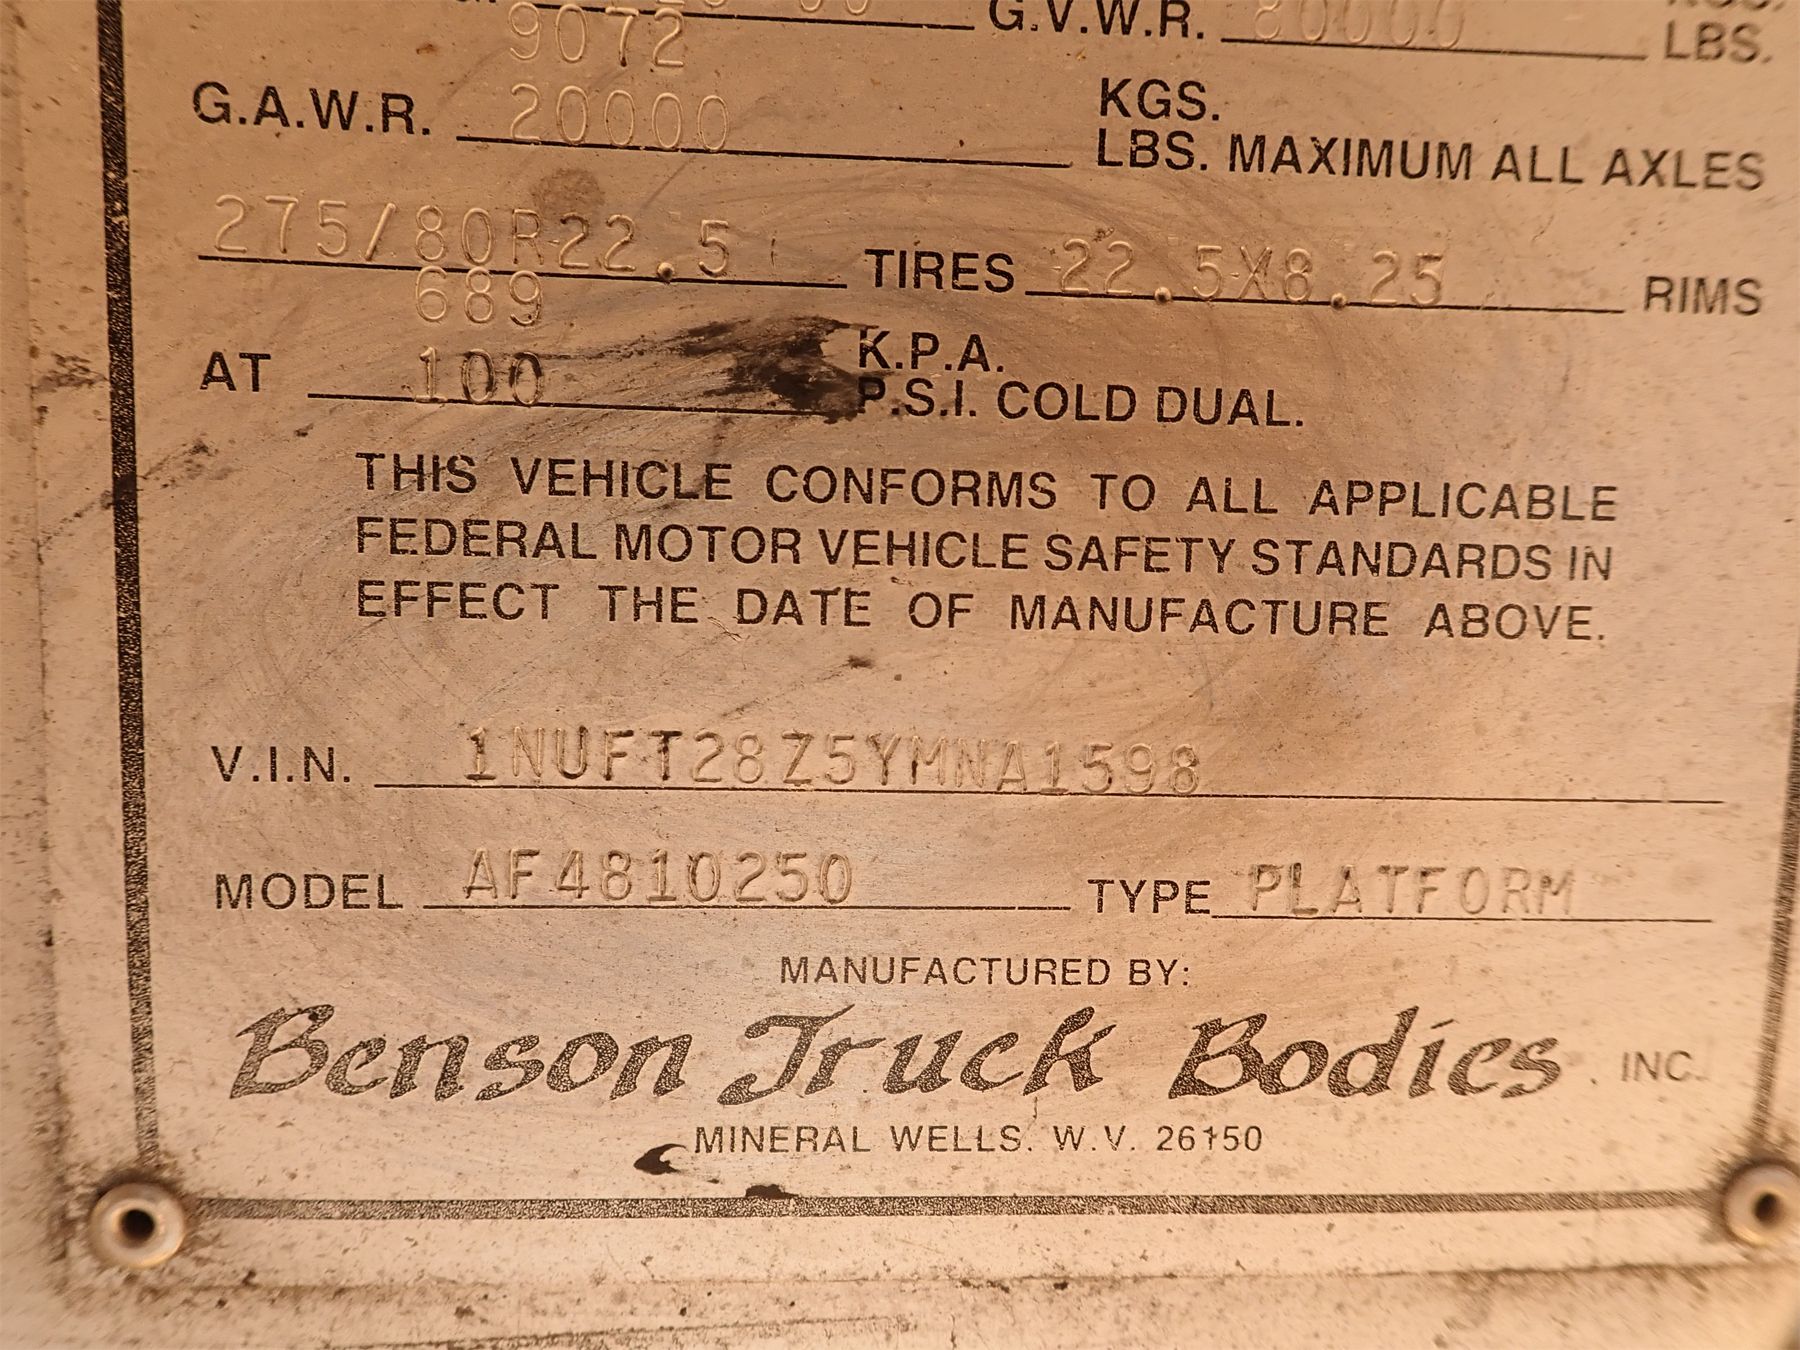 G.V.W.R. 80000 LBS.
9072 KGS.
G.A.W.R. 20000 LBS. MAXIMUM ALL AXLES
275/80R22.5 TIRES 22.5X8.25 RIMS
689 K.P.A.
AT 100 P.S.I. COLD DUAL.
THIS VEHICLE CONFORMS TO ALL APPLICABLE
FEDERAL MOTOR VEHICLE SAFETY STANDARDS IN
EFFECT THE DATE OF MANUFACTURE ABOVE.
V.I.N. 1NUFT28Z5YMNA1598
MODEL AF4810250 TYPE PLATFORM
MANUFACTURED BY:
Benson Truck Bodies, INC.
MINERAL WELLS. W.V. 26150